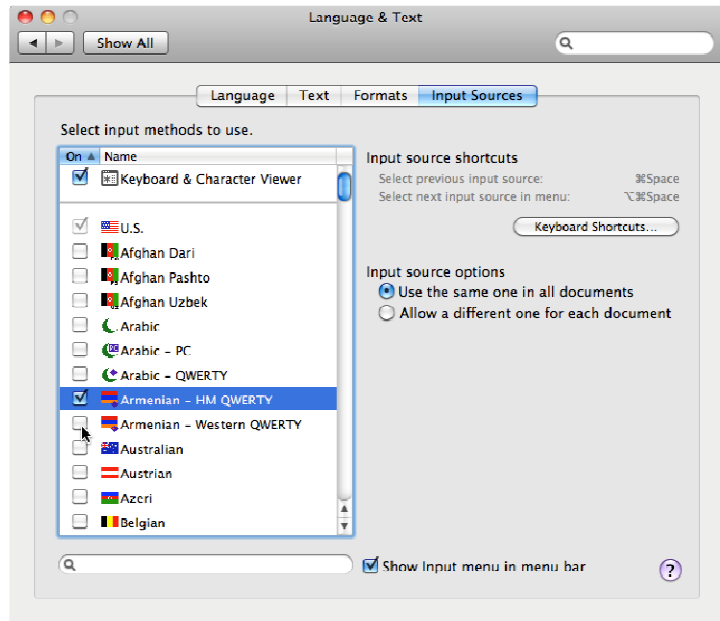 Language & Text
Show All
Language Text Formats Input Sources
Select input methods to use.
On Name
Keyboard & Character Viewer
U.S.
Afghan Dari
Afghan Pashto
Afghan Uzbek
Arabic
Arabic - PC
Arabic - QWERTY
Armenian - HM QWERTY
Armenian - Western QWERTY
Australian
Austrian
Azeri
Belgian
Input source shortcuts
Select previous input source: ⌘Space
Select next input source in menu: ⌥⌘Space
Keyboard Shortcuts...
Input source options
Use the same one in all documents
Allow a different one for each document
Show Input menu in menu bar
?